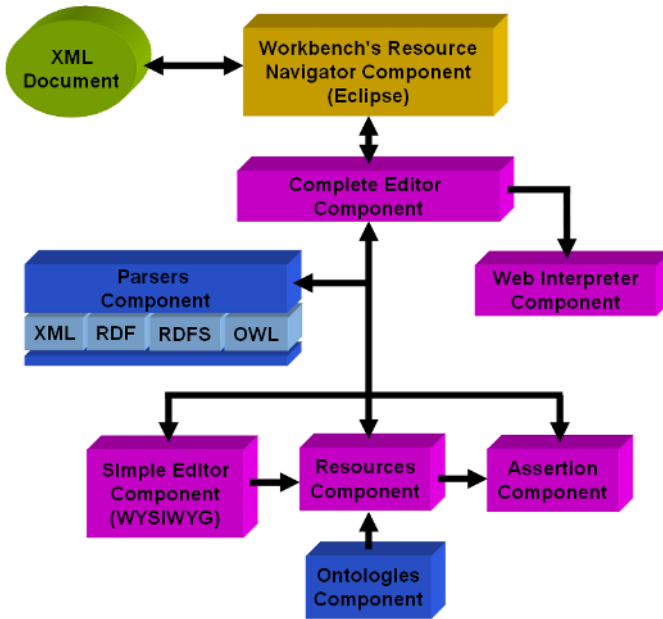 XML
Document
Workbench's Resource
Navigator Component
(Eclipse)
Complete Editor
Component
Web Interpreter
Component
Parsers
Component
XML RDF RDFS OWL
SImple Editor
Component
(WYSIWYG)
Resources
Component
Assertion
Component
Ontologies
Component